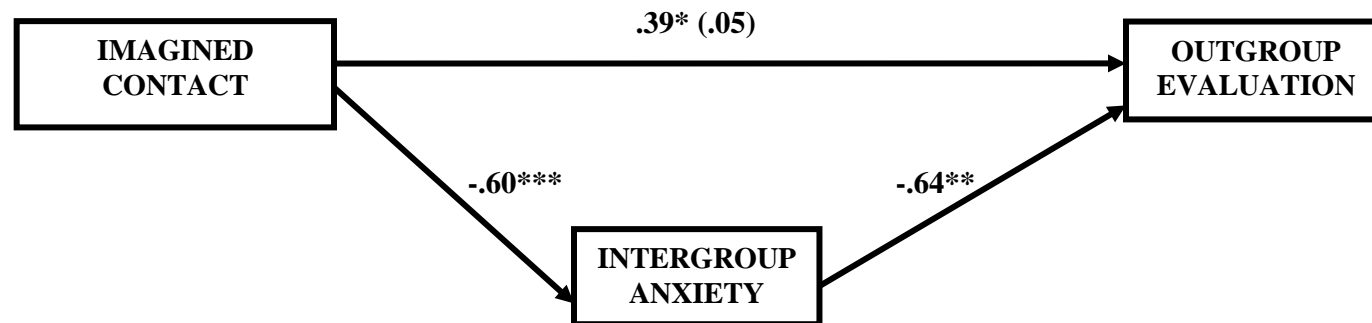 .39* (.05)
IMAGINED
CONTACT
OUTGROUP
EVALUATION
-.60***
-.64**
INTERGROUP
ANXIETY